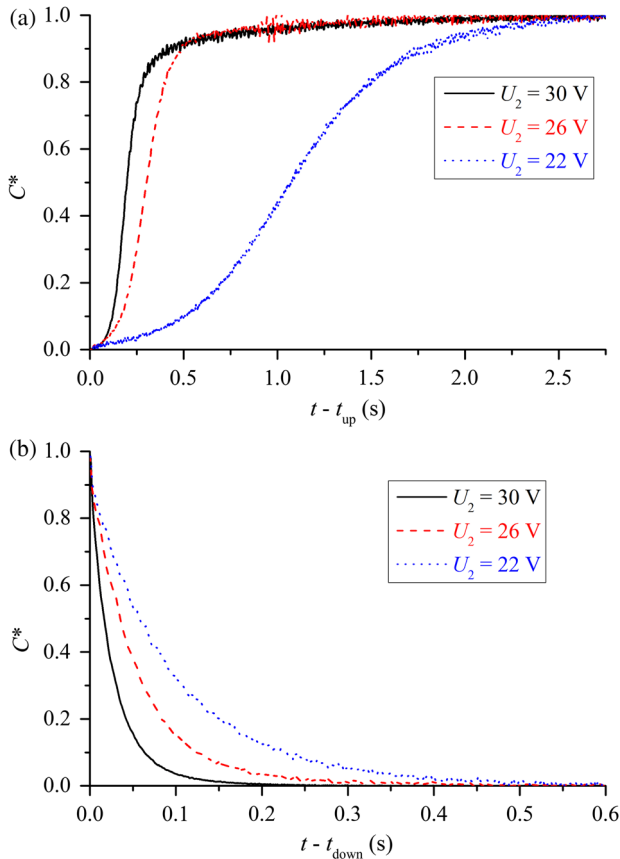 (a)
1.0
0.8
0.6
0.4
0.2
0.0
C*
U2 = 30 V
U2 = 26 V
U2 = 22 V
0.0 0.5 1.0 1.5 2.0 2.5
t - tup (s)
(b)
1.0
0.8
0.6
0.4
0.2
0.0
C*
U2 = 30 V
U2 = 26 V
U2 = 22 V
0.0 0.1 0.2 0.3 0.4 0.5 0.6
t - tdown (s)